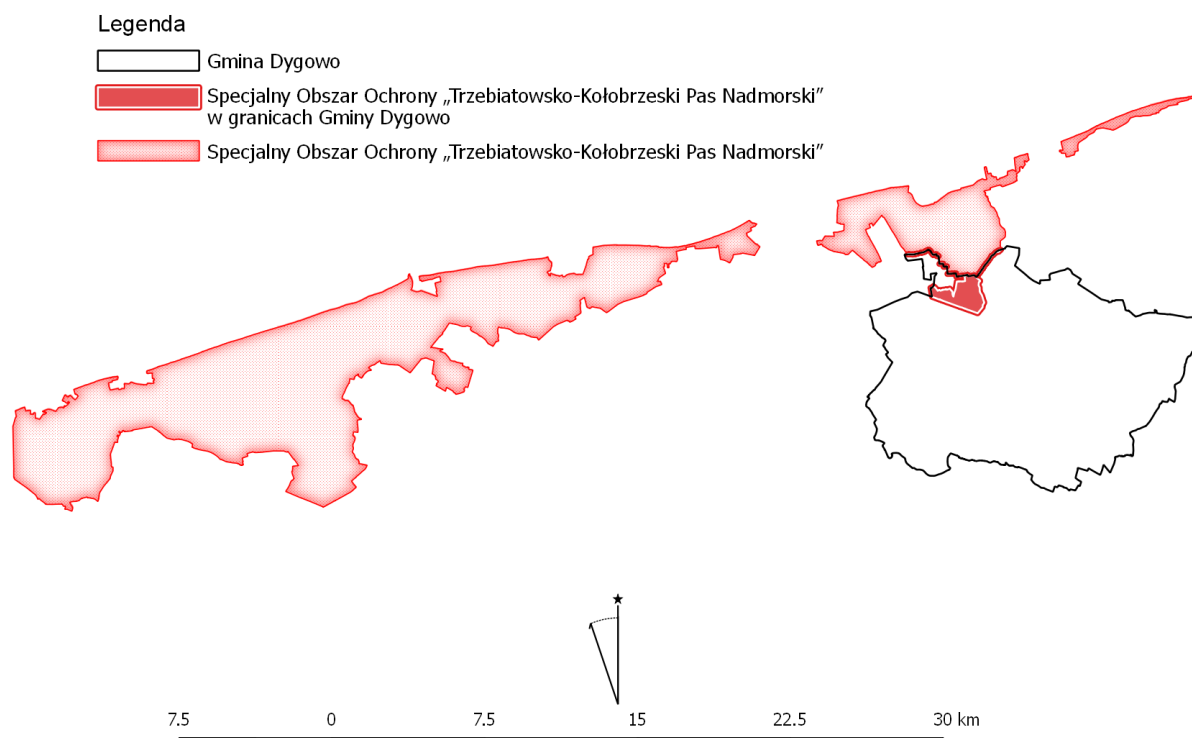 Legenda
Gmina Dygowo
Specjalny Obszar Ochrony „Trzebiatowsko-Kołobrzeski Pas Nadmorski”
w granicach Gminy Dygowo
Specjalny Obszar Ochrony „Trzebiatowsko-Kołobrzeski Pas Nadmorski”
7.5 0 7.5 15 22.5 30 km